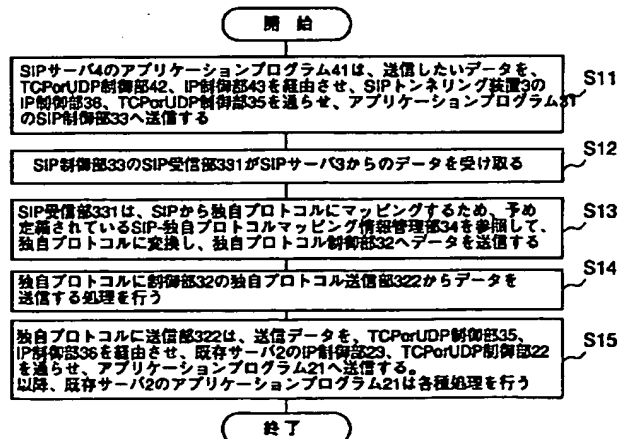 開始
SIPサーバ4のアプリケーションプログラム41は、送信したいデータを、
TCPorUDP制御部42、IP制御部43を経由させ、SIPトンネリング装置3の
IP制御部36、TCPorUDP制御部35を通らせ、アプリケーションプログラム31
のSIP制御部33へ送信する
S11
SIP制御部33のSIP受信部331がSIPサーバ3からのデータを受け取る
S12
SIP受信部331は、SIPから独自プロトコルにマッピングするため、予め
定義されているSIP-独自プロトコルマッピング情報管理部34を参照して、
独自プロトコルに変換し、独自プロトコル制御部32へデータを送信する
S13
独自プロトコルに制御部32の独自プロトコル送信部322からデータを
送信する処理を行う
S14
独自プロトコルに送信部322は、送信データを、TCPorUDP制御部35、
IP制御部36を経由させ、既存サーバ2のIP制御部23、TCPorUDP制御部22
を通らせ、アプリケーションプログラム21へ送信する。
以降、既存サーバ2のアプリケーションプログラム21は各種処理を行う
S15
終了